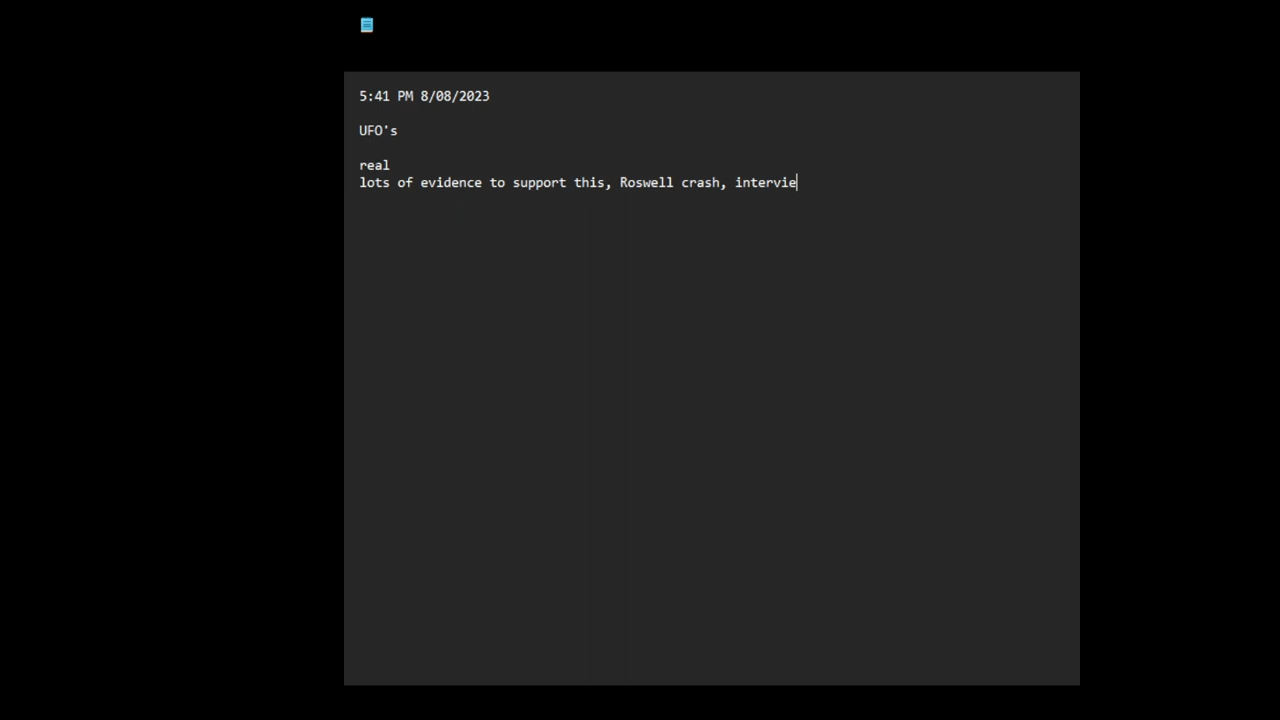 5:41 PM 8/08/2023
UFO's
real
lots of evidence to support this, Roswell crash, intervie